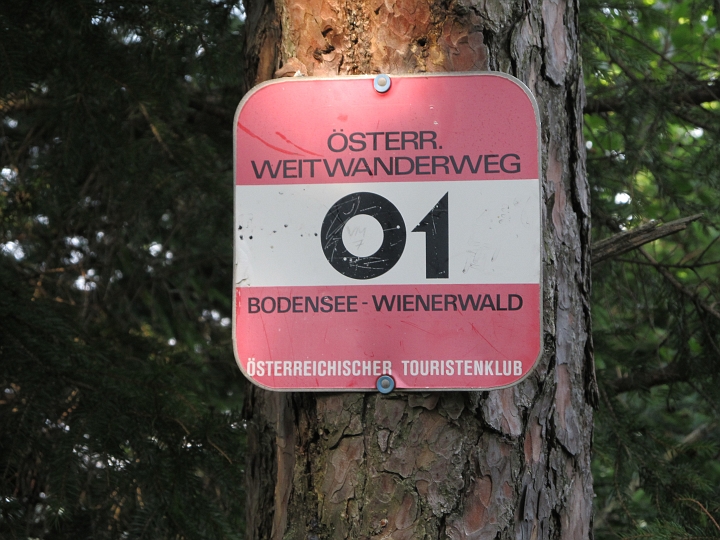 ÖSTERR.
WEITWANDERWEG
01
BODENSEE - WIENERWALD
ÖSTERREICHISCHER TOURISTENKLUB